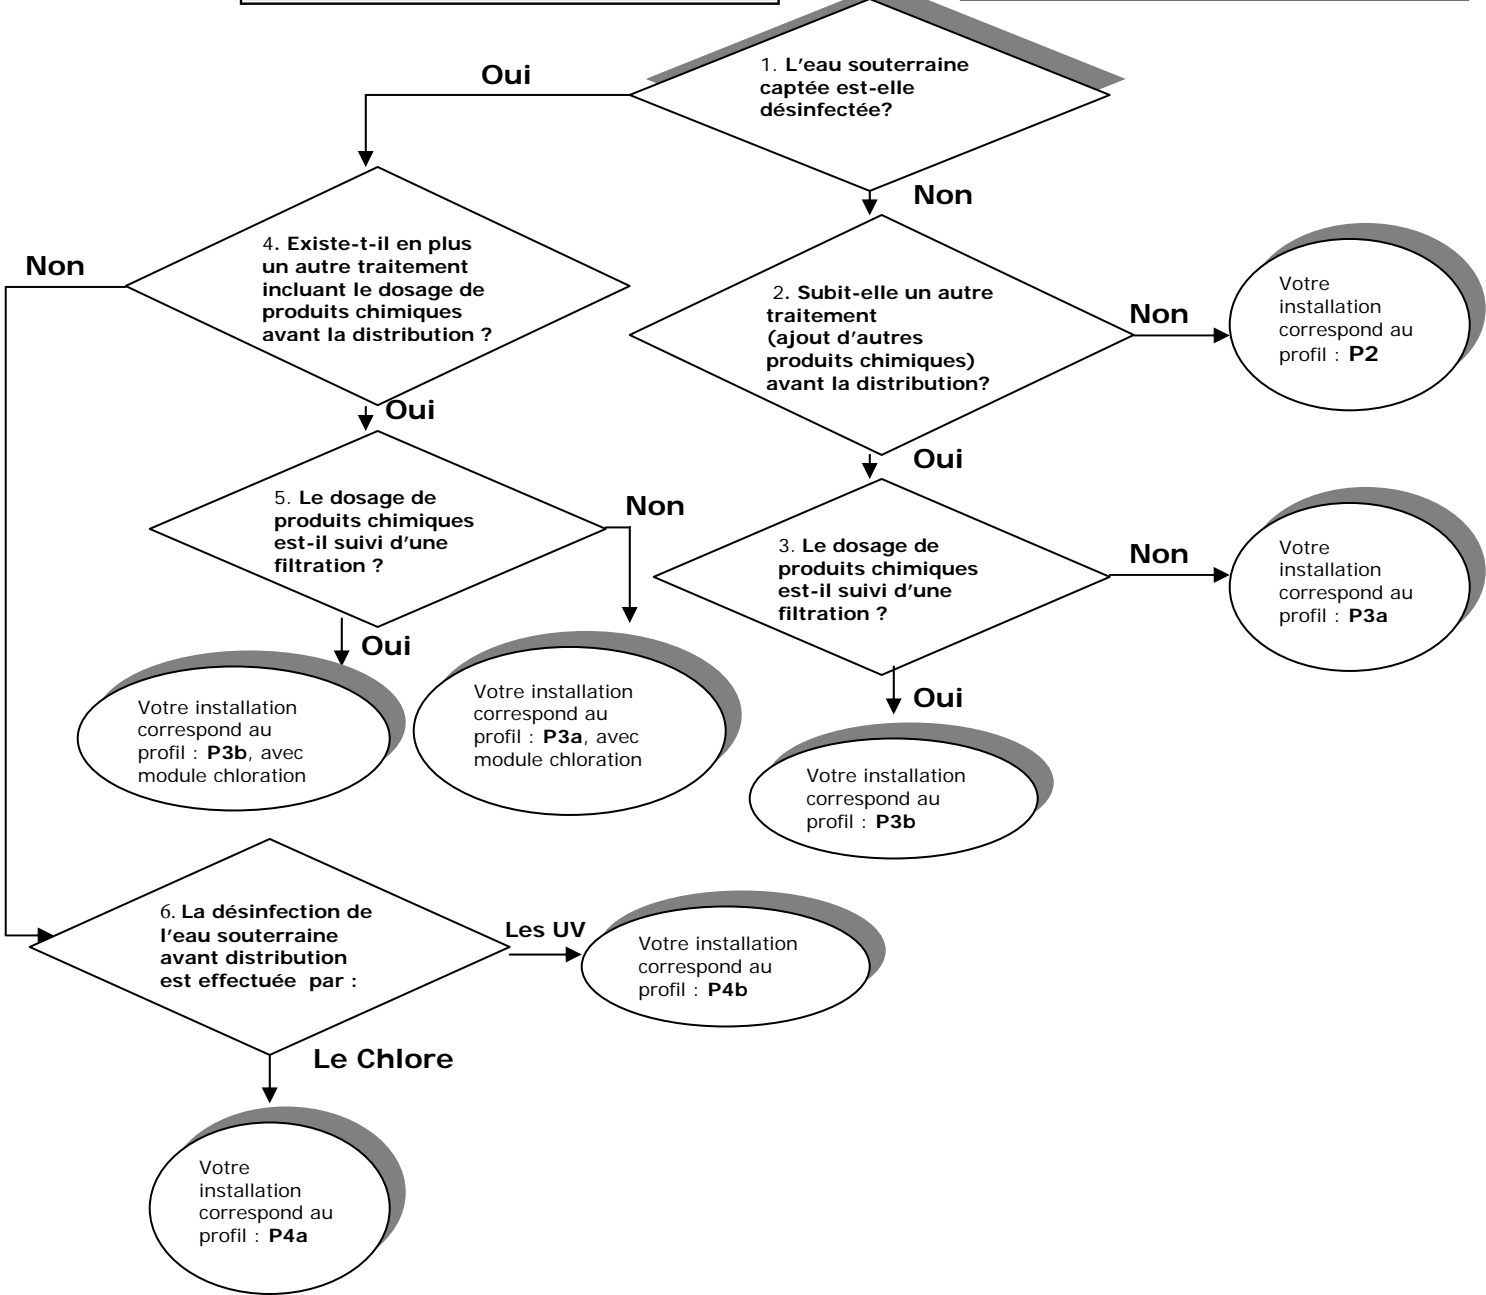 1. L'eau souterraine
captée est-elle
désinfectée?
Oui
Non
4. Existe-t-il en plus
un autre traitement
incluant le dosage de
produits chimiques
avant la distribution ?
Non
Oui
2. Subit-elle un autre
traitement
(ajout d'autres
produits chimiques)
avant la distribution?
Non
Oui
Votre
installation
correspond au
profil : P2
5. Le dosage de
produits chimiques
est-il suivi d'une
filtration ?
Non
Oui
3. Le dosage de
produits chimiques
est-il suivi d'une
filtration ?
Non
Oui
Votre
installation
correspond au
profil : P3a
Votre installation
correspond au
profil : P3b, avec
module chloration
Votre installation
correspond au
profil : P3a, avec
module chloration
Votre installation
correspond au
profil : P3b
6. La désinfection de
l'eau souterraine
avant distribution
est effectuée  par :
Les UV
Le Chlore
Votre installation
correspond au
profil : P4b
Votre
installation
correspond au
profil : P4a